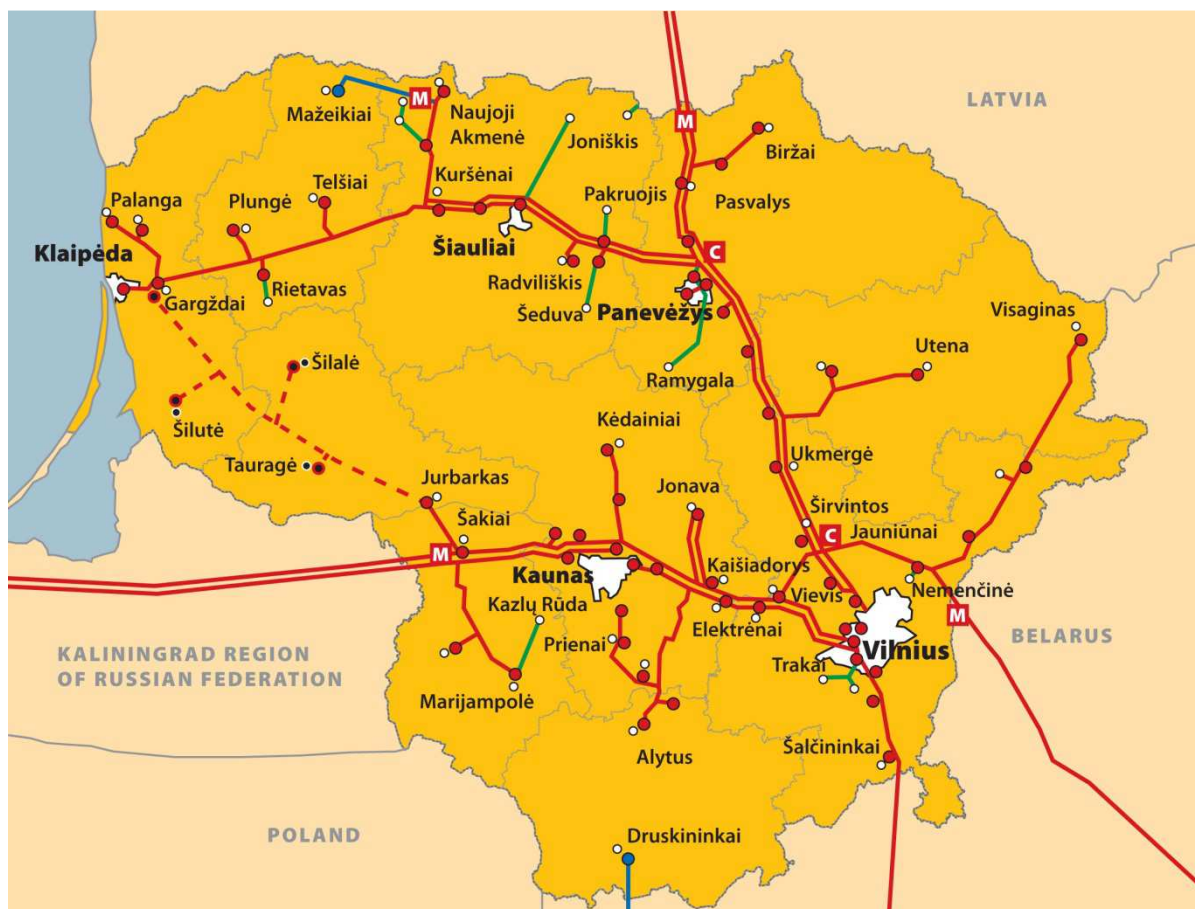 LATVIA
M
Mažeikiai
M
Naujoji
Akmenė
Joniškis
Biržai
Telšiai
Kuršėnai
Palanga
Plungė
Pakruojis
Pasvalys
Klaipėda
Šiauliai
C
Radviliškis
Gargždai
Rietavas
Šeduva
Panevėžys
Visaginas
Šilalė
Ramygala
Utena
Šilutė
Kėdainiai
Tauragė
Ukmergė
Jurbarkas
Jonava
Širvintos
Šakiai
C
Jauniūnai
M
Kaunas
Kaišiadorys
Kazlų Rūda
Vievis
Nemenčinė
M
Elektrėnai
Prienai
BELARUS
KALININGRAD REGION
OF RUSSIAN FEDERATION
Vilnius
Trakai
Marijampolė
Alytus
Šalčininkai
POLAND
Druskininkai